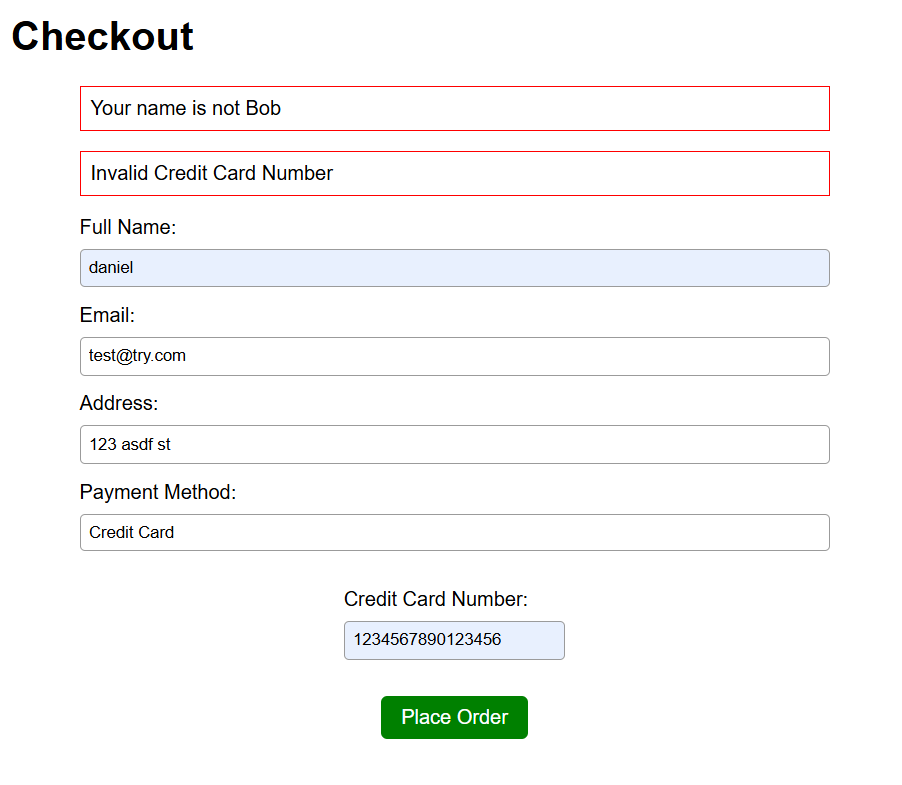 Checkout
Your name is not Bob
Invalid Credit Card Number
Full Name:
daniel
Email:
test@try.com
Address:
123 asdf st
Payment Method:
Credit Card
Credit Card Number:
1234567890123456
Place Order